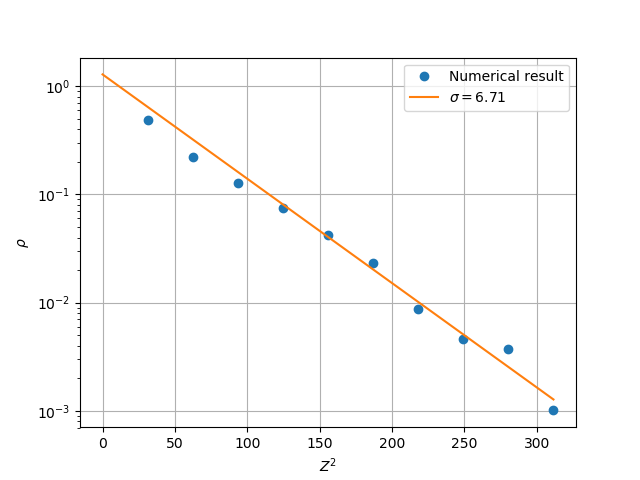 Numerical result
σ = 6.71
10⁰
10⁻¹
10⁻²
10⁻³
ρ
0 50 100 150 200 250 300
Z²